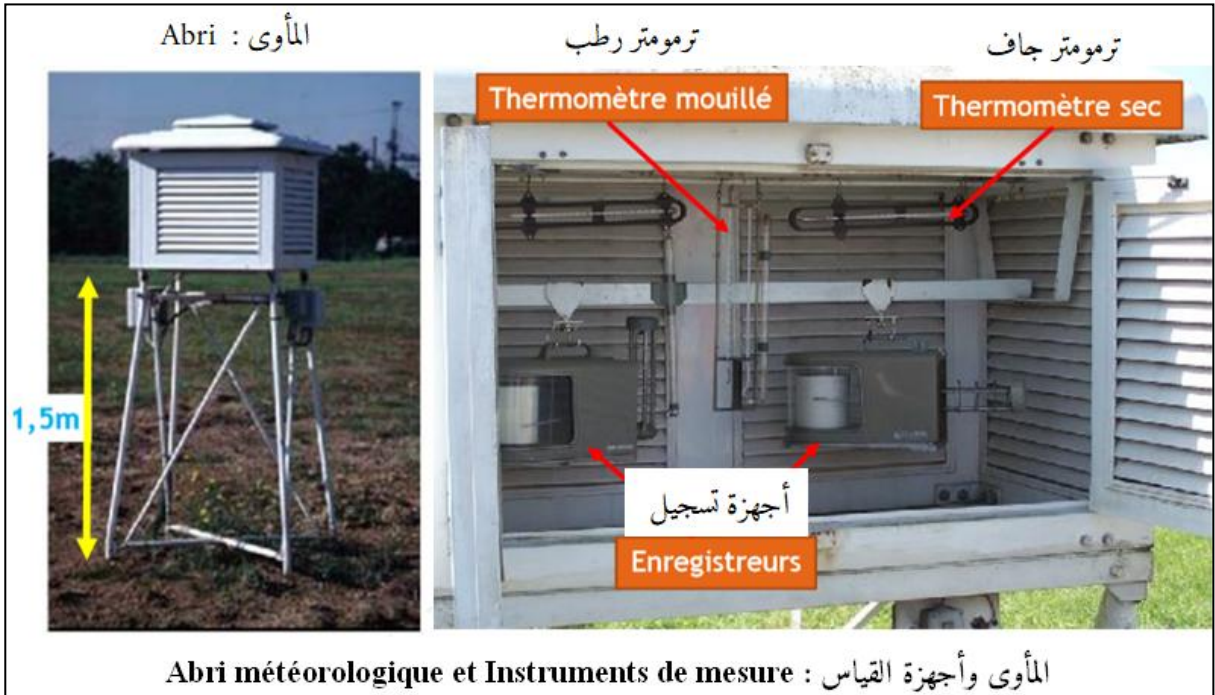 المأوى : Abri
ترمومتر رطب
ترمومتر جاف
Thermomètre mouillé
Thermomètre sec
1,5m
أجهزة تسجيل
Enregistreurs
المأوى وأجهزة القياس : Abri météorologique et Instruments de mesure